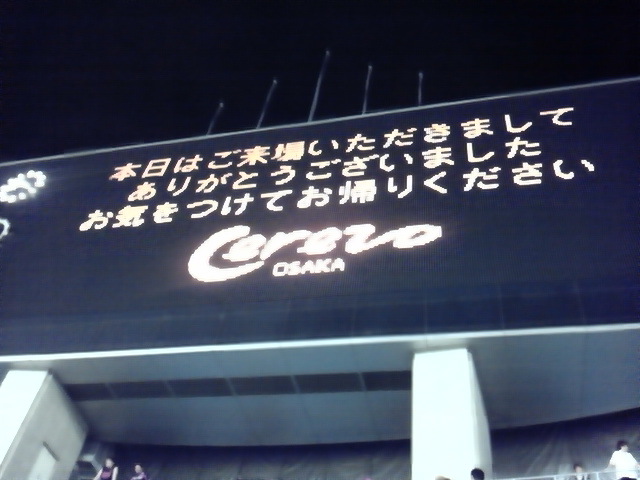 本日はご来場いただきまして
ありがとうございました
お気をつけてお帰りください
Cerezo
OSAKA